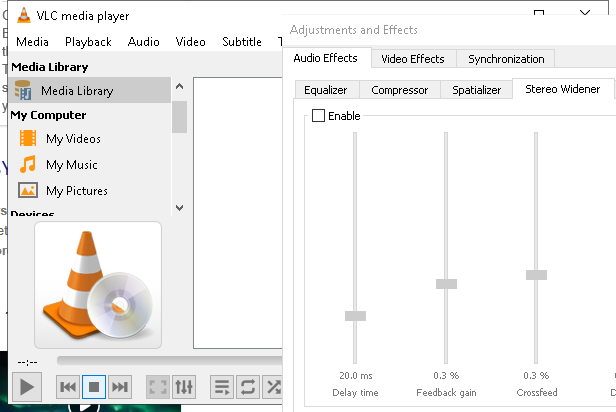 VLC media player
Media Playback Audio Video Subtitle
Media Library
Media Library
My Computer
My Videos
My Music
My Pictures
Devices
--:--
Adjustments and Effects
Audio Effects Video Effects Synchronization
Equalizer Compressor Spatializer Stereo Widener
Enable
20.0 ms 0.3 % 0.3 %
Delay time Feedback gain Crossfeed